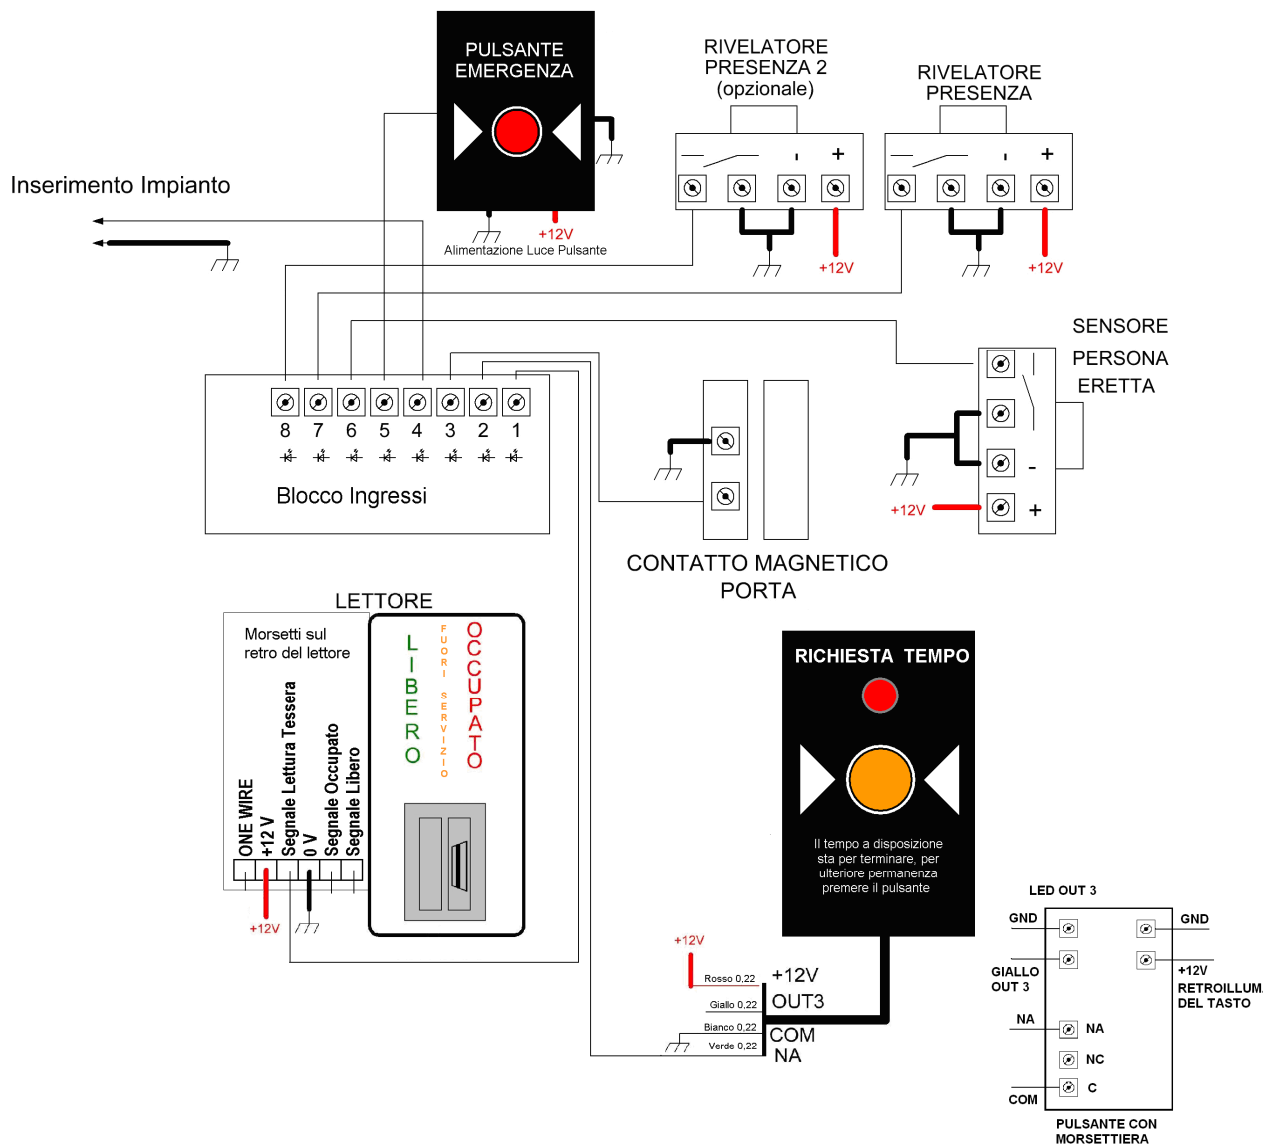 PULSANTE
EMERGENZA
RIVELATORE
PRESENZA 2
(opzionale)
RIVELATORE
PRESENZA
- +
- +
Inserimento Impianto
+12V
Alimentazione Luce Pulsante
+12V
+12V
SENSORE
PERSONA
ERETTA
-
+
+12V
8 7 6 5 4 3 2 1
Blocco Ingressi
CONTATTO MAGNETICO
PORTA
LETTORE
Morsetti sul
retro del lettore
ONE WIRE
+12 V
Segnale Lettura Tessera
0 V
Segnale Occupato
Segnale Libero
+12V
LIBERO
FUORI SERVIZIO
OCCUPATO
RICHIESTA TEMPO
Il tempo a disposizione
sta per terminare, per
ulteriore permanenza
premere il pulsante
+12V
Rosso 0,22 +12V
Giallo 0,22 OUT3
Bianco 0,22 COM
Verde 0,22 NA
LED OUT 3
GND GND
GIALLO
OUT 3
+12V
RETROILLUM.
DEL TASTO
NA NA
NC
COM C
PULSANTE CON
MORSETTIERA